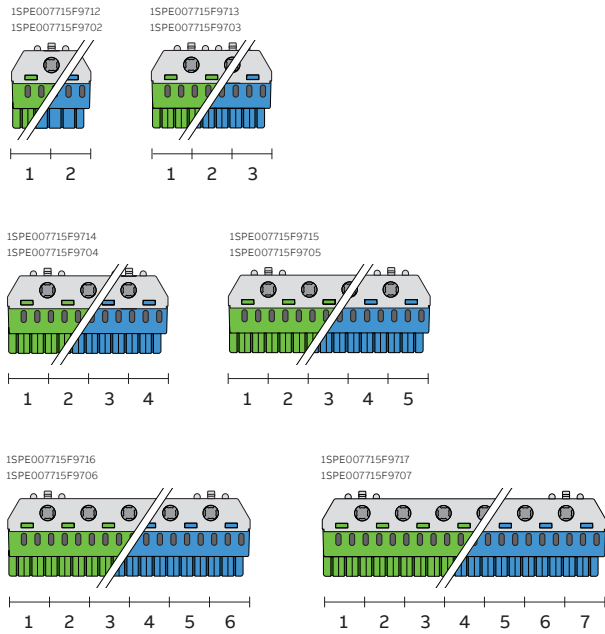 1SPE007715F9712
1SPE007715F9702
1 2
1SPE007715F9713
1SPE007715F9703
1 2 3
1SPE007715F9714
1SPE007715F9704
1 2 3 4
1SPE007715F9715
1SPE007715F9705
1 2 3 4 5
1SPE007715F9716
1SPE007715F9706
1 2 3 4 5 6
1SPE007715F9717
1SPE007715F9707
1 2 3 4 5 6 7